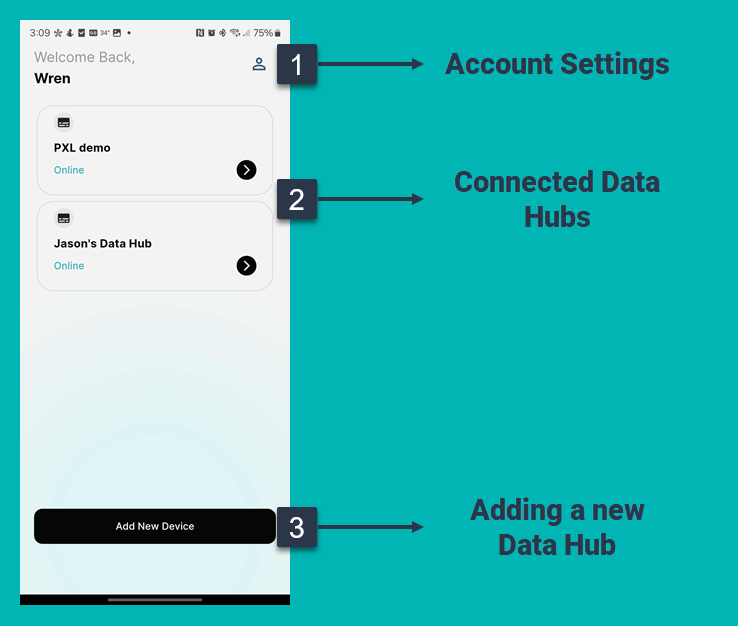 3:09 34° 75%
Welcome Back,
Wren
1
Account Settings
PXL demo
Online
2
Connected Data
Hubs
Jason's Data Hub
Online
Add New Device
3
Adding a new
Data Hub